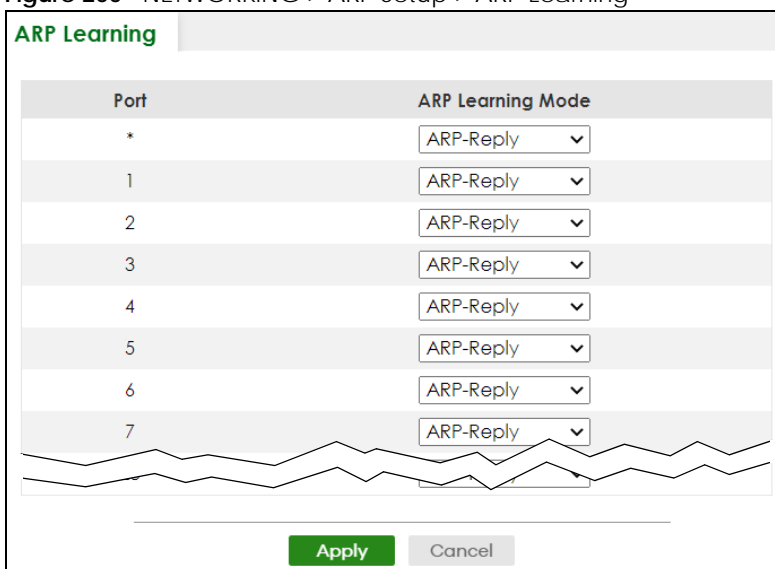 ARP Learning
Port ARP Learning Mode
* ARP-Reply
1 ARP-Reply
2 ARP-Reply
3 ARP-Reply
4 ARP-Reply
5 ARP-Reply
6 ARP-Reply
7 ARP-Reply
Apply Cancel